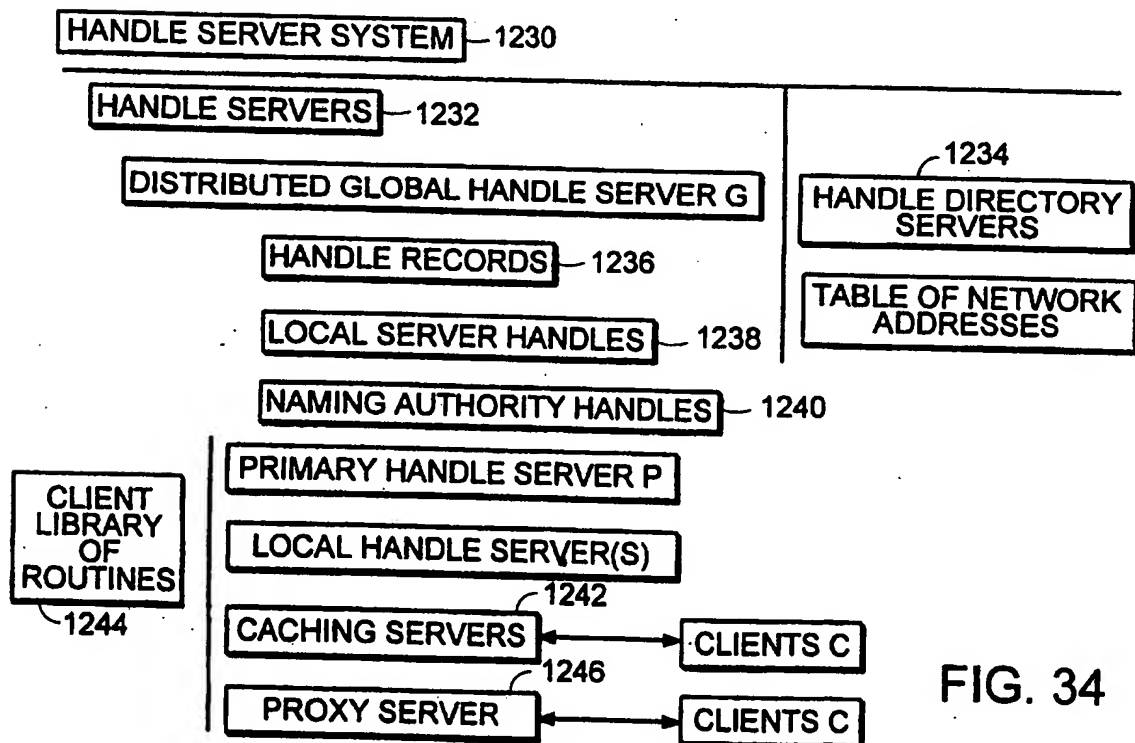 HANDLE SERVER SYSTEM 1230
HANDLE SERVERS 1232
1234
DISTRIBUTED GLOBAL HANDLE SERVER G
HANDLE DIRECTORY
SERVERS
HANDLE RECORDS 1236
TABLE OF NETWORK
ADDRESSES
LOCAL SERVER HANDLES 1238
NAMING AUTHORITY HANDLES 1240
PRIMARY HANDLE SERVER P
CLIENT
LIBRARY
OF
ROUTINES
1244
LOCAL HANDLE SERVER(S)
1242
CACHING SERVERS
CLIENTS C
1246
PROXY SERVER
CLIENTS C
FIG. 34